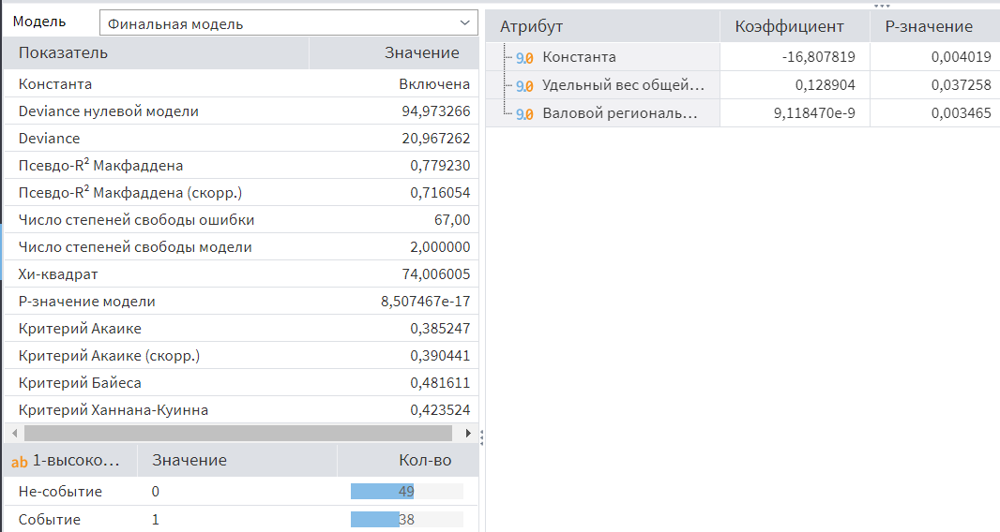 Модель Финальная модель
Показатель Значение
Константа Включена
Deviance нулевой модели 94,973266
Deviance 20,967262
Псевдо-R² Макфаддена 0,779230
Псевдо-R² Макфаддена (скорр.) 0,716054
Число степеней свободы ошибки 67,00
Число степеней свободы модели 2,000000
Хи-квадрат 74,006005
P-значение модели 8,507467e-17
Критерий Акаике 0,385247
Критерий Акаике (скорр.) 0,390441
Критерий Байеса 0,481611
Критерий Ханнана-Куинна 0,423524
ab 1-высоко... Значение Кол-во
Не-событие 0 49
Событие 1 38
Атрибут Коэффициент P-значение
9.0 Константа -16,807819 0,004019
9.0 Удельный вес общей... 0,128904 0,037258
9.0 Валовой региональ... 9,118470e-9 0,003465